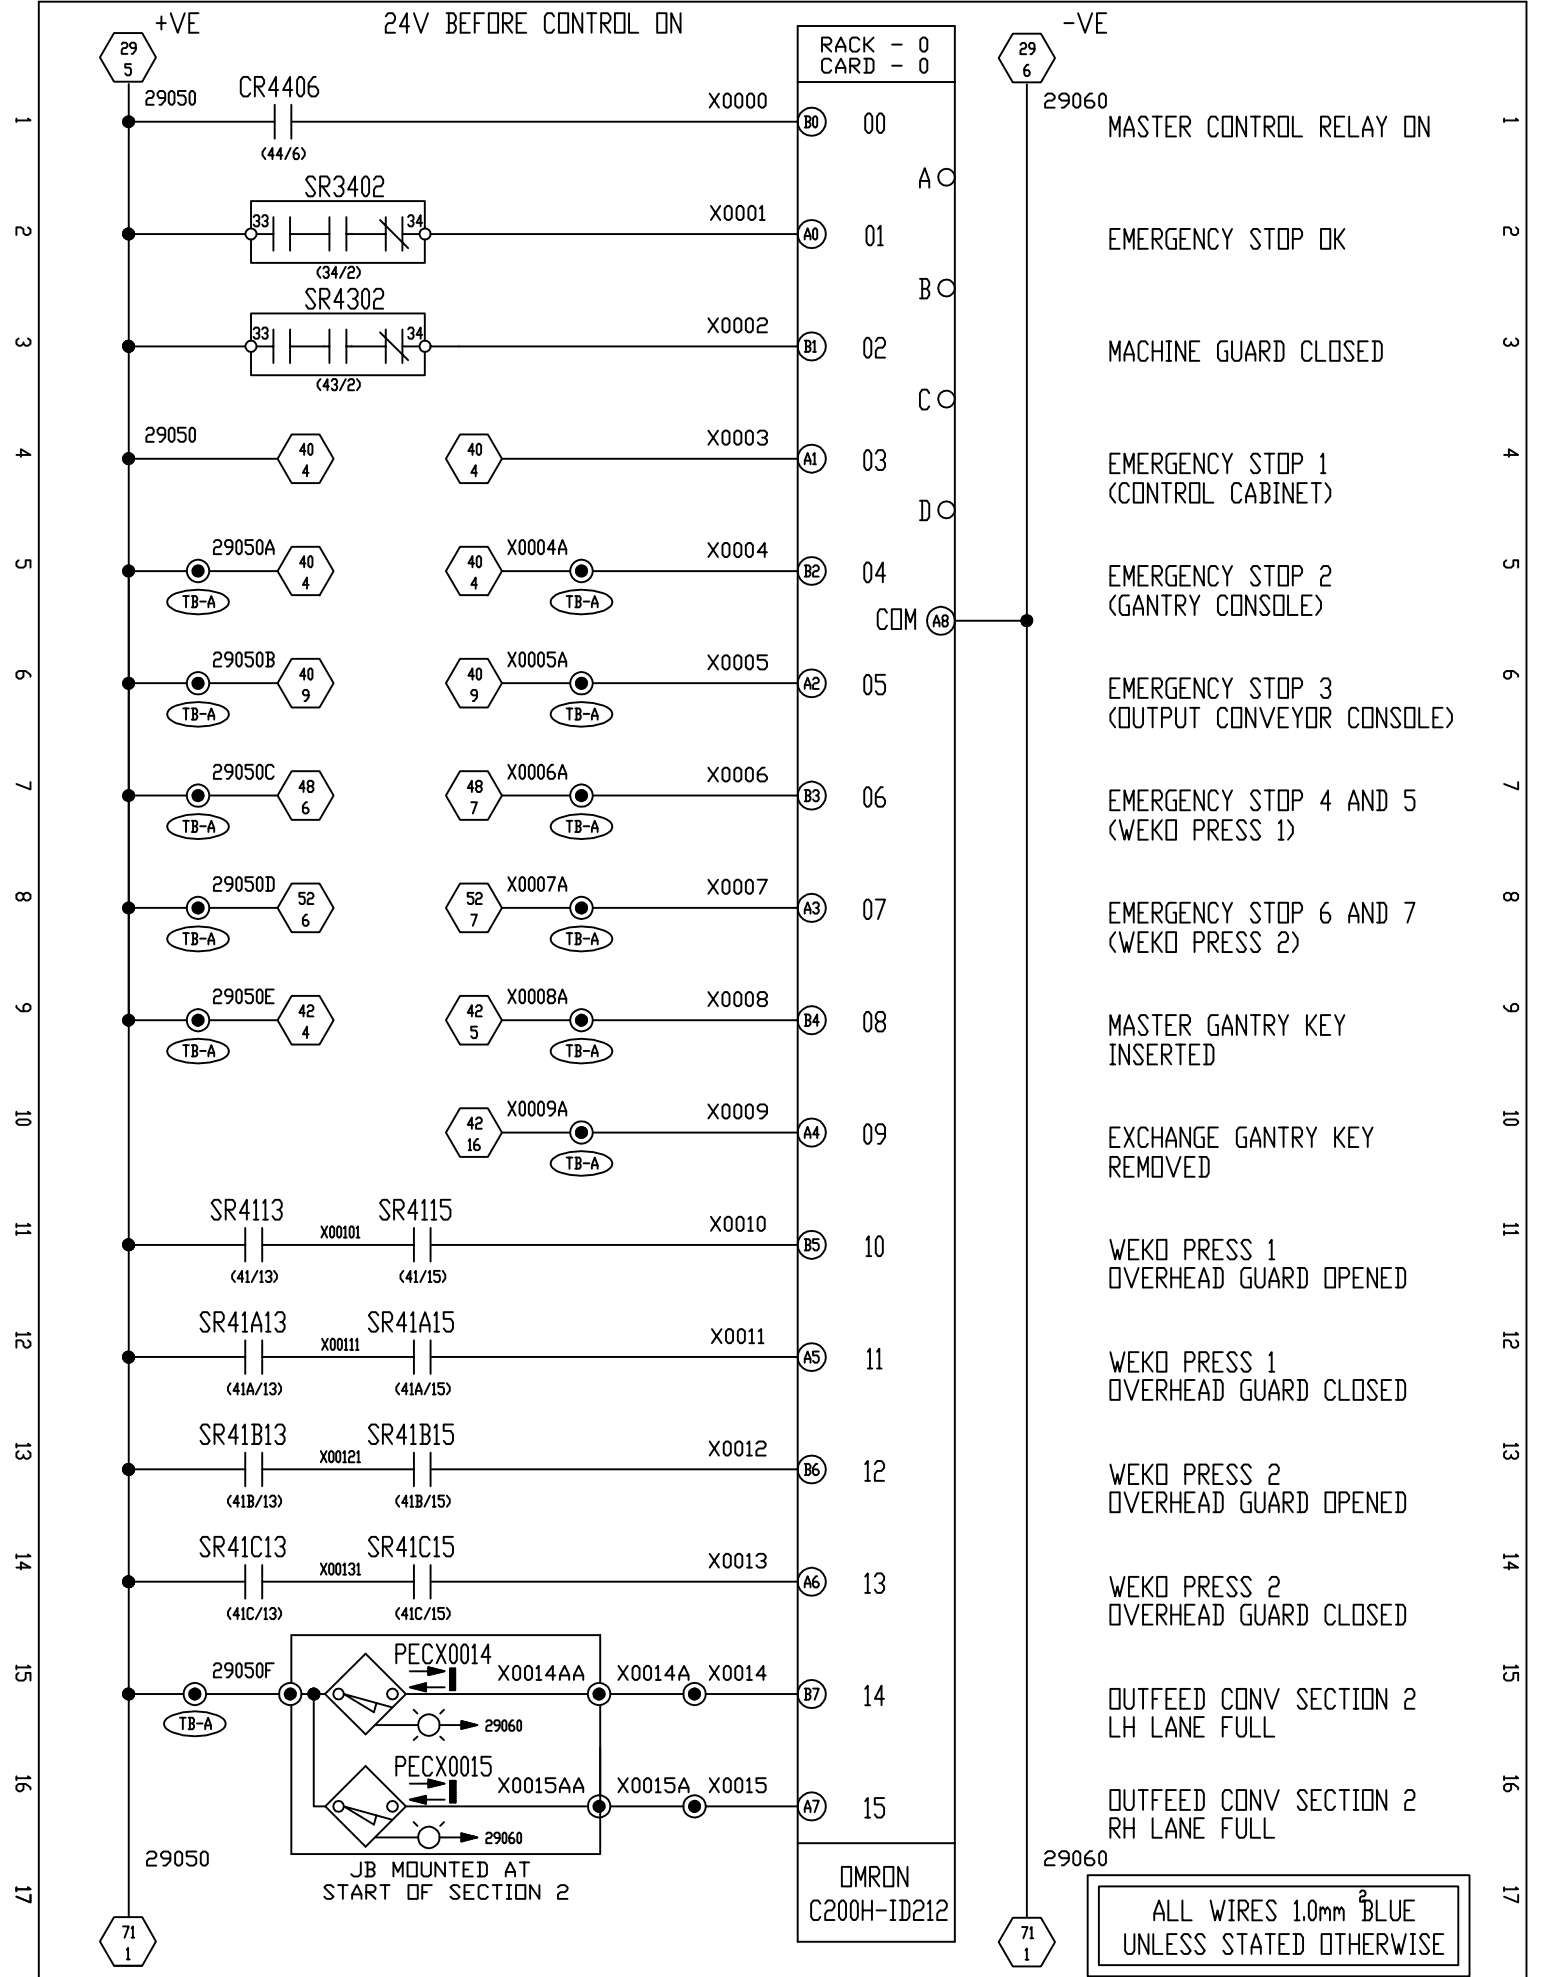 +VE 24V BEFORE CONTROL ON -VE
29
5
RACK - 0
CARD - 0
29
6
1 29050 CR4406 X0000 B0 00 29060 MASTER CONTROL RELAY ON 1
(44/6)
A
SR3402
2 33 34 X0001 A0 01 EMERGENCY STOP OK 2
(34/2)
B
SR4302
3 33 34 X0002 B1 02 MACHINE GUARD CLOSED 3
(43/2)
C
4 29050 40 40 X0003 A1 03 EMERGENCY STOP 1 4
4 4 (CONTROL CABINET)
D
5 29050A 40 40 X0004A X0004 B2 04 EMERGENCY STOP 2 5
TB-A 4 4 TB-A (GANTRY CONSOLE)
COM A8
6 29050B 40 40 X0005A X0005 A2 05 EMERGENCY STOP 3 6
TB-A 9 9 TB-A (OUTPUT CONVEYOR CONSOLE)
7 29050C 48 48 X0006A X0006 B3 06 EMERGENCY STOP 4 AND 5 7
TB-A 6 7 TB-A (WEKO PRESS 1)
8 29050D 52 52 X0007A X0007 A3 07 EMERGENCY STOP 6 AND 7 8
TB-A 6 7 TB-A (WEKO PRESS 2)
9 29050E 42 42 X0008A X0008 B4 08 MASTER GANTRY KEY 9
TB-A 4 5 TB-A INSERTED
10 42 X0009A X0009 A4 09 EXCHANGE GANTRY KEY 10
16 TB-A REMOVED
11 SR4113 X00101 SR4115 X0010 B5 10 WEKO PRESS 1 11
(41/13) (41/15) OVERHEAD GUARD OPENED
12 SR41A13 X00111 SR41A15 X0011 A5 11 WEKO PRESS 1 12
(41A/13) (41A/15) OVERHEAD GUARD CLOSED
13 SR41B13 X00121 SR41B15 X0012 B6 12 WEKO PRESS 2 13
(41B/13) (41B/15) OVERHEAD GUARD OPENED
14 SR41C13 X00131 SR41C15 X0013 A6 13 WEKO PRESS 2 14
(41C/13) (41C/15) OVERHEAD GUARD CLOSED
15 29050F PECX0014 X0014AA X0014A X0014 B7 14 OUTFEED CONV SECTION 2 15
TB-A 29060 LH LANE FULL
16 PECX0015 X0015AA X0015A X0015 A7 15 OUTFEED CONV SECTION 2 16
29060 RH LANE FULL
29050 29060
JB MOUNTED AT
START OF SECTION 2
17 OMRON 17
C200H-ID212
71
1
71
1
ALL WIRES 1.0mm² BLUE
UNLESS STATED OTHERWISE